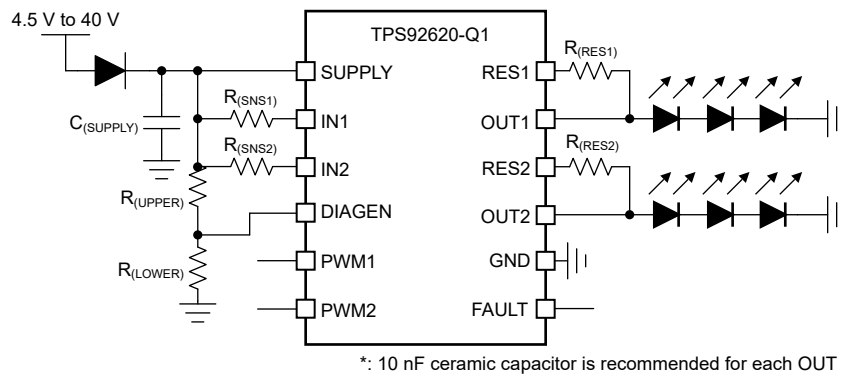 4.5 V to 40 V
TPS92620-Q1
SUPPLY
RES1
R(RES1)
C(SUPPLY)
R(SNS1)
IN1
OUT1
R(SNS2)
IN2
RES2
R(RES2)
R(UPPER)
DIAGEN
OUT2
R(LOWER)
PWM1
GND
PWM2
FAULT
*: 10 nF ceramic capacitor is recommended for each OUT